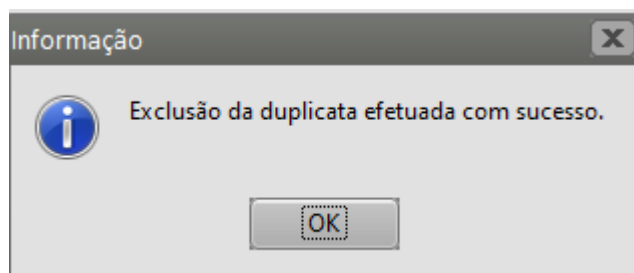 Informação
Exclusão da duplicata efetuada com sucesso.
OK